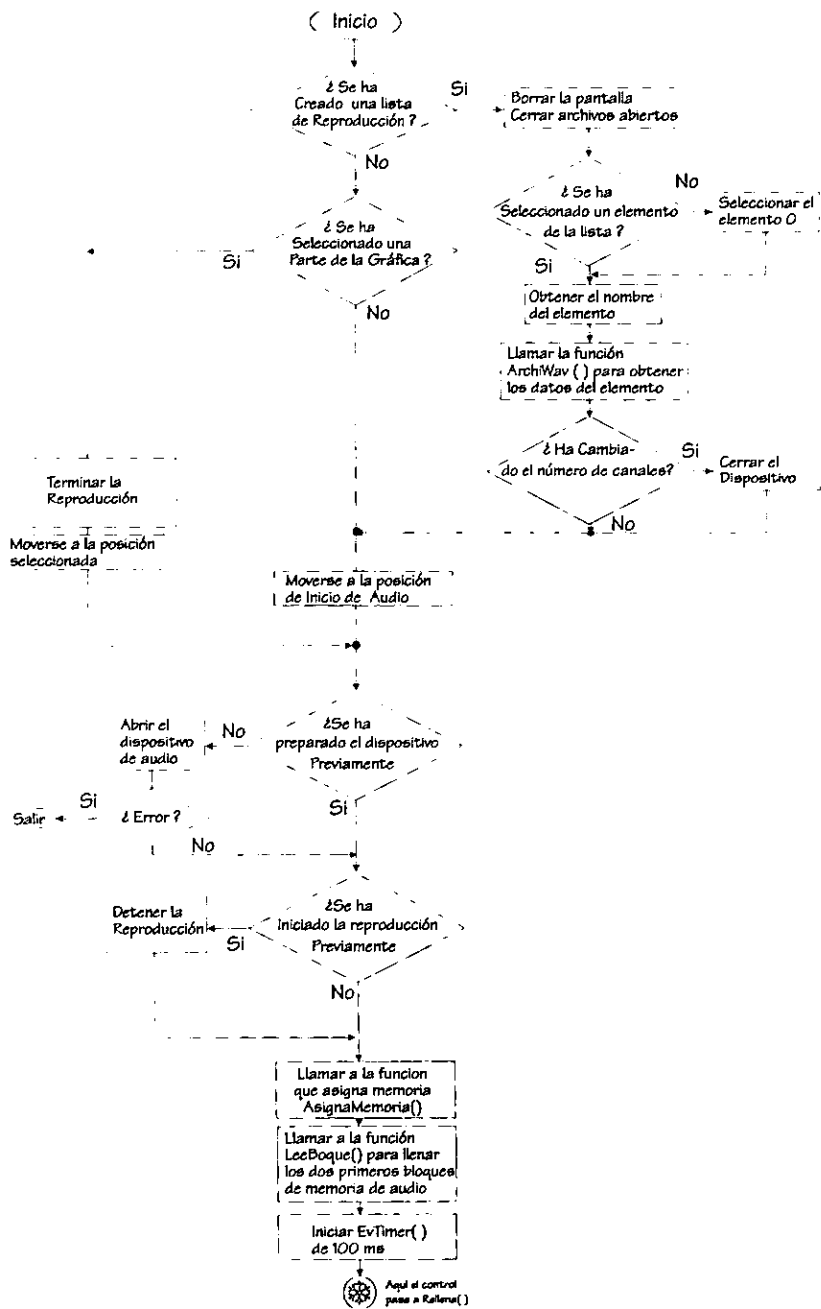 ( Inicio )
¿ Se ha
Creado una lista
de Reproducción ?
Si
Borrar la pantalla
Cerrar archivos abiertos
No
¿ Se ha
Seleccionado un elemento
de la lista ?
No
Seleccionar el
elemento 0
¿ Se ha
Seleccionado una
Parte de la Gráfica ?
Si
Si
No
Obtener el nombre
del elemento
Llamar la función
ArchiWav ( ) para obtener
los datos del elemento
¿ Ha Cambia-
do el número de canales?
Si
Cerrar el
Dispositivo
No
Terminar la
Reproducción
Moverse a la posición
seleccionada
Moverse a la posición
de Inicio de Audio
¿Se ha
preparado el dispositivo
Previamente
No
Abrir el
dispositivo
de audio
Si
¿ Error ?
Si
Salir
No
¿Se ha
Iniciado la reproducción
Previamente
Si
Detener la
Reproducción
No
Llamar a la funcion
que asigna memoria
AsignaMemoria()
Llamar a la función
LeeBoque() para llenar
los dos primeros bloques
de memoria de audio
Iniciar EvTimer( )
de 100 ms
Aquí el control
pasa a Rellena( )